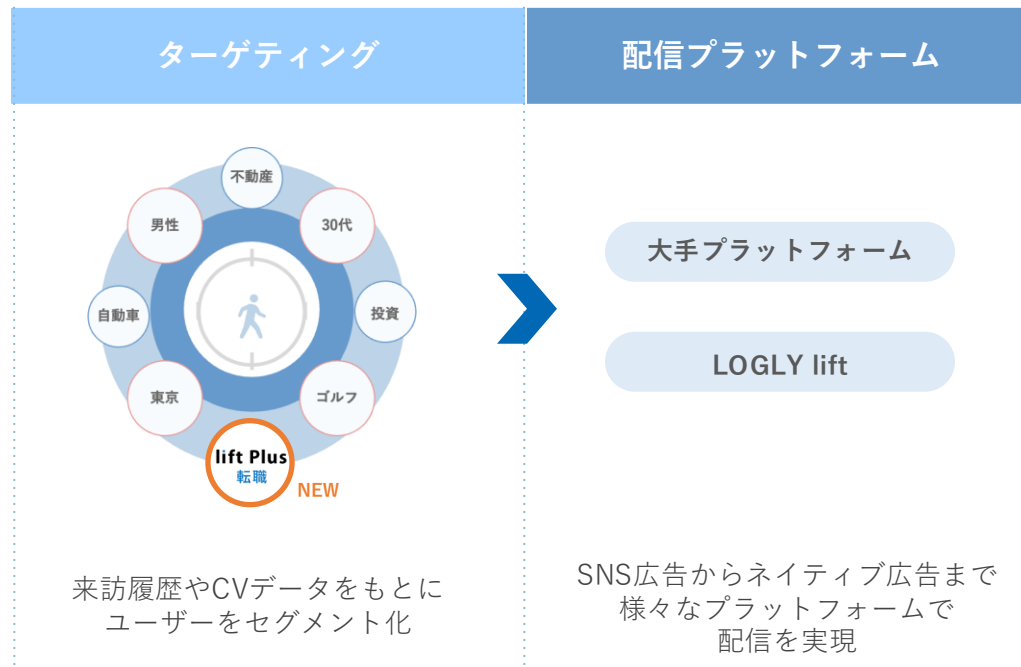 ターゲティング
配信プラットフォーム
不動産
男性
30代
自動車
投資
東京
ゴルフ
lift Plus
転職
NEW
来訪履歴やCVデータをもとに
ユーザーをセグメント化
大手プラットフォーム
LOGLY lift
SNS広告からネイティブ広告まで
様々なプラットフォームで
配信を実現